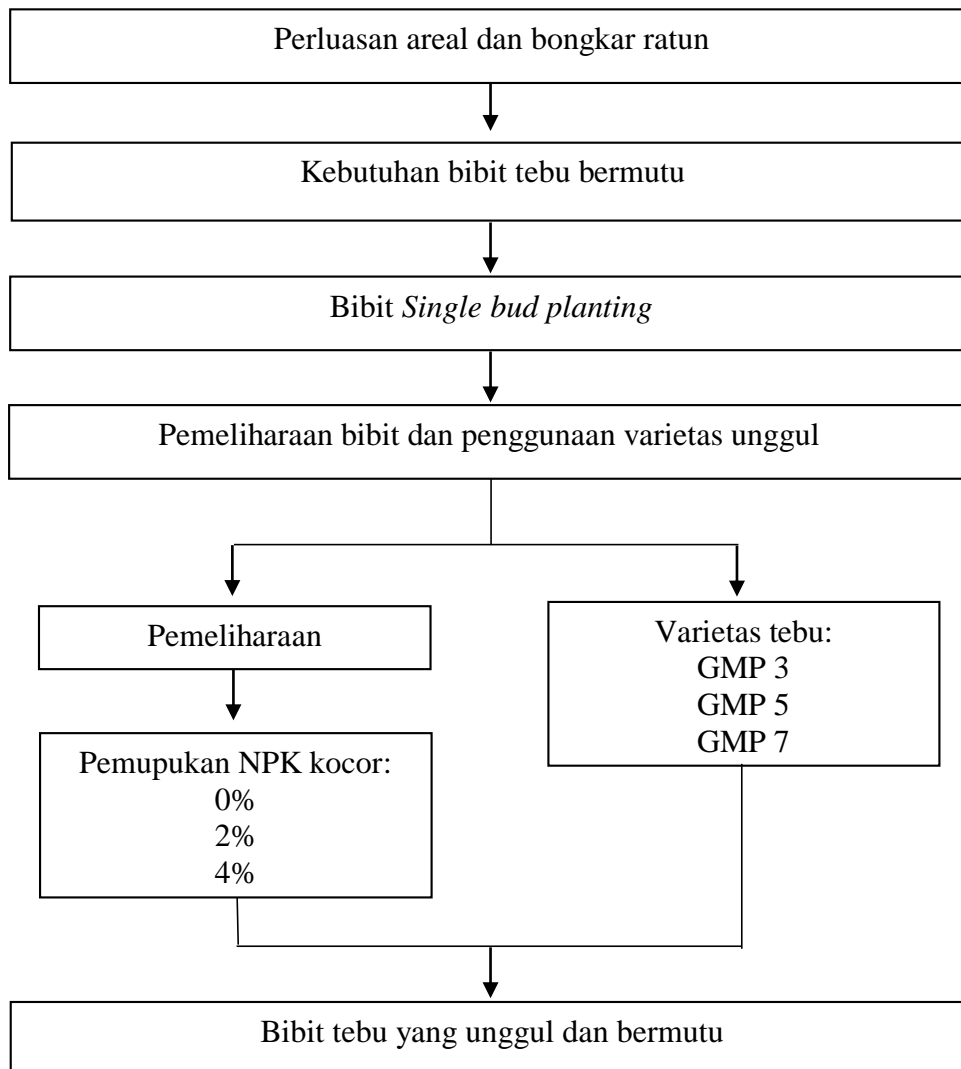 Perluasan areal dan bongkar ratun
Kebutuhan bibit tebu bermutu
Bibit Single bud planting
Pemeliharaan bibit dan penggunaan varietas unggul
Pemeliharaan
Pemupukan NPK kocor:
0%
2%
4%
Varietas tebu:
GMP 3
GMP 5
GMP 7
Bibit tebu yang unggul dan bermutu